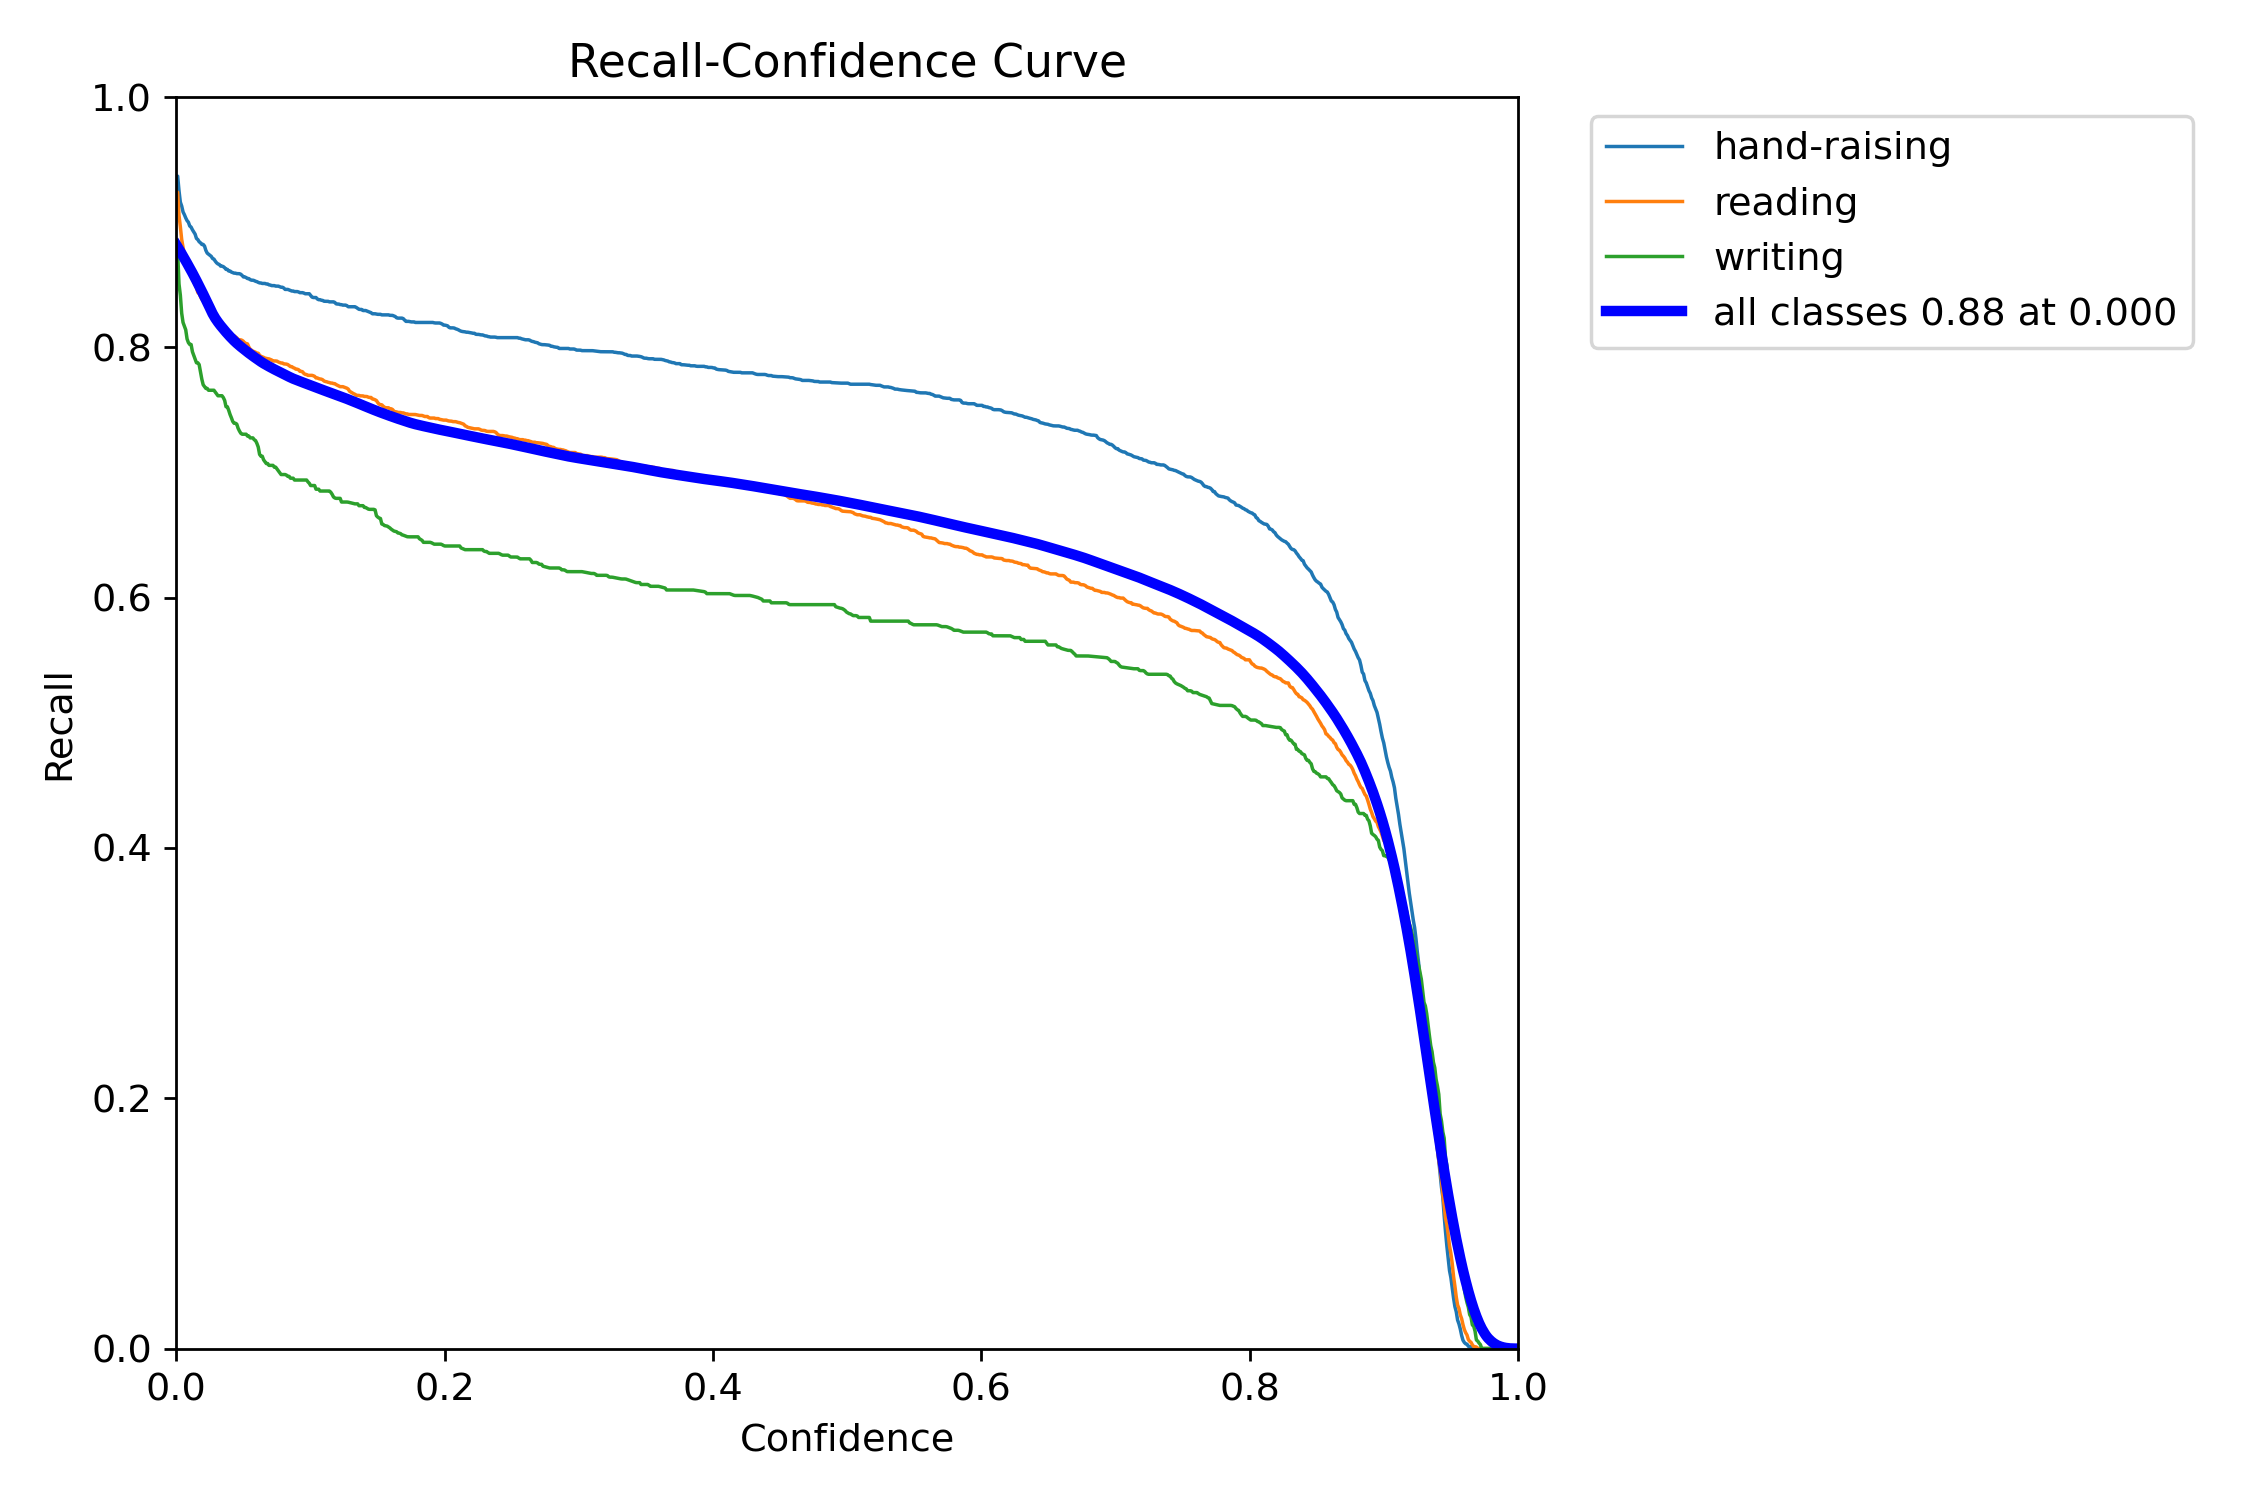 Recall-Confidence Curve
1.0
0.8
0.6
0.4
0.2
0.0
Recall
0.0 0.2 0.4 0.6 0.8 1.0
Confidence
hand-raising
reading
writing
all classes 0.88 at 0.000